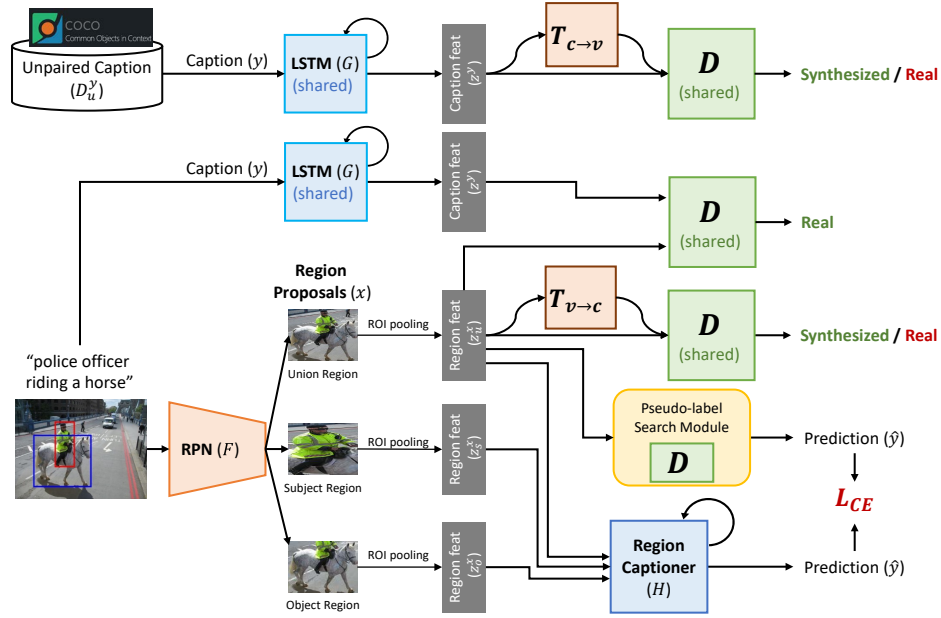 COCO
Common Objects in Context
Unpaired Caption
(D_u^y)
Caption (y)
LSTM (G)
(shared)
Caption feat
(z^y)
T_{c→v}
D
(shared)
Synthesized / Real
Caption (y)
LSTM (G)
(shared)
Caption feat
(z^y)
D
(shared)
Real
Region
Proposals (x)
ROI pooling
Union Region
Region feat
(z_u^x)
T_{v→c}
D
(shared)
Synthesized / Real
"police officer
riding a horse"
RPN (F)
ROI pooling
Subject Region
Region feat
(z_s^x)
Pseudo-label
Search Module
D
Prediction (ŷ)
L_{CE}
ROI pooling
Object Region
Region feat
(z_o^x)
Region
Captioner
(H)
Prediction (ŷ)